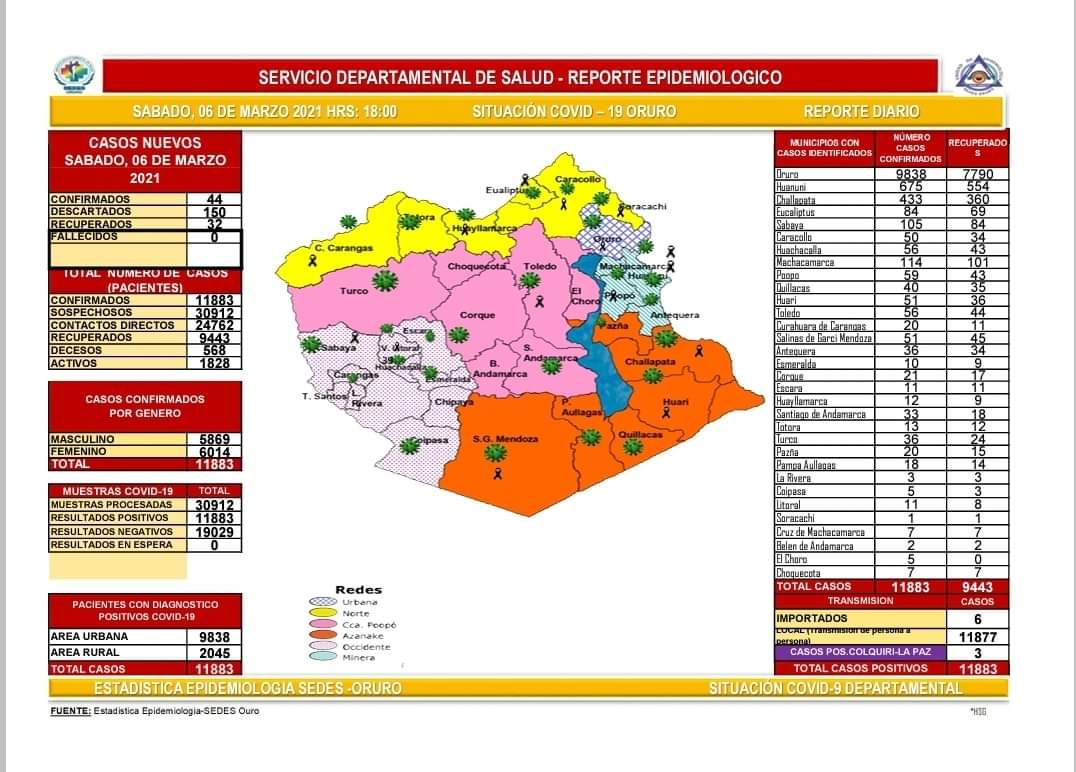 SERVICIO DEPARTAMENTAL DE SALUD - REPORTE EPIDEMIOLOGICO
SABADO, 06 DE MARZO 2021 HRS: 18:00 SITUACIÓN COVID – 19 ORURO REPORTE DIARIO
CASOS NUEVOS
SABADO, 06 DE MARZO
2021
CONFIRMADOS 44
DESCARTADOS 150
RECUPERADOS 32
FALLECIDOS 0
TOTAL NUMERO DE CASOS
(PACIENTES)
CONFIRMADOS 11883
SOSPECHOSOS 30912
CONTACTOS DIRECTOS 24762
RECUPERADOS 9443
DECESOS 568
ACTIVOS 1828
CASOS CONFIRMADOS
POR GENERO
MASCULINO 5869
FEMENINO 6014
TOTAL 11883
MUESTRAS COVID-19 TOTAL
MUESTRAS PROCESADAS 30912
RESULTADOS POSITIVOS 11883
RESULTADOS NEGATIVOS 19029
RESULTADOS EN ESPERA 0
PACIENTES CON DIAGNOSTICO
POSITIVOS COVID-19
AREA URBANA 9838
AREA RURAL 2045
TOTAL CASOS 11883
Caracollo
Eualiptus
Soracachi
Totora
Huayllamarca
Oruro
C. Carangas
Choquecota
Toledo
Machacamarca
Huanuni
Turco
El
Choro
Poopó
Corque
Antequera
Pazña
Escara
Sabaya
V. Litoral
39
Huachacalla
S.
Andamarca
Challapata
B.
Andamarca
Carangas
Esmeralda
T. Santos
L.
Rivera
Chipaya
P.
Aullagas
Huari
Coipasa
S.G. Mendoza
Quillacas
Redes
Urbana
Norte
Cca. Poopó
Azanake
Occidente
Minera
MUNICIPIOS CON
CASOS IDENTIFICADOS
NÚMERO
CASOS
CONFIRMADOS
RECUPERADO
S
Oruro 9838 7790
Huanuni 675 554
Challapata 433 360
Eucaliptus 84 69
Sabaya 105 84
Caracollo 50 34
Huachacalla 56 43
Machacamarca 114 101
Poopo 59 43
Quillacas 40 35
Huari 51 36
Toledo 56 44
Curahuara de Carangas 20 11
Salinas de Garci Mendoza 51 45
Antequera 36 34
Esmeralda 10 9
Corque 21 17
Escara 11 11
Huayllamarca 12 9
Santiago de Andamarca 33 18
Totora 13 12
Turco 36 24
Pazña 20 15
Pampa Aullagas 18 14
La Rivera 3 3
Coipasa 5 3
Litoral 11 8
Soracachi 1 1
Cruz de Machacamarca 7 7
Belen de Andamarca 2 2
El Choro 5 0
Choquecota 7 7
TOTAL CASOS 11883 9443
TRANSMISION CASOS
IMPORTADOS 6
LOCAL (Transmision de persona a
persona) 11877
CASOS POS.COLQUIRI-LA PAZ 3
TOTAL CASOS POSITIVOS 11883
ESTADISTICA EPIDEMIOLOGIA SEDES -ORURO SITUACIÓN COVID-9 DEPARTAMENTAL
FUENTE: Estadistica Epidemiologia-SEDES Ouro
*HSG